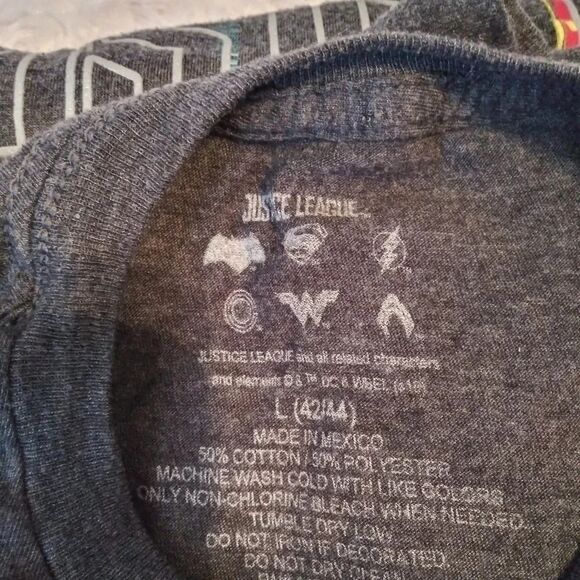 JUSTICE LEAGUE
JUSTICE LEAGUE and all related characters
and elements © & ™ DC & WBEI.
L (42/44)
MADE IN MEXICO
50% COTTON / 50% POLYESTER
MACHINE WASH COLD WITH LIKE COLORS
ONLY NON-CHLORINE BLEACH WHEN NEEDED.
TUMBLE DRY LOW.
DO NOT IRON IF DECORATED.
DO NOT DRY CLEAN